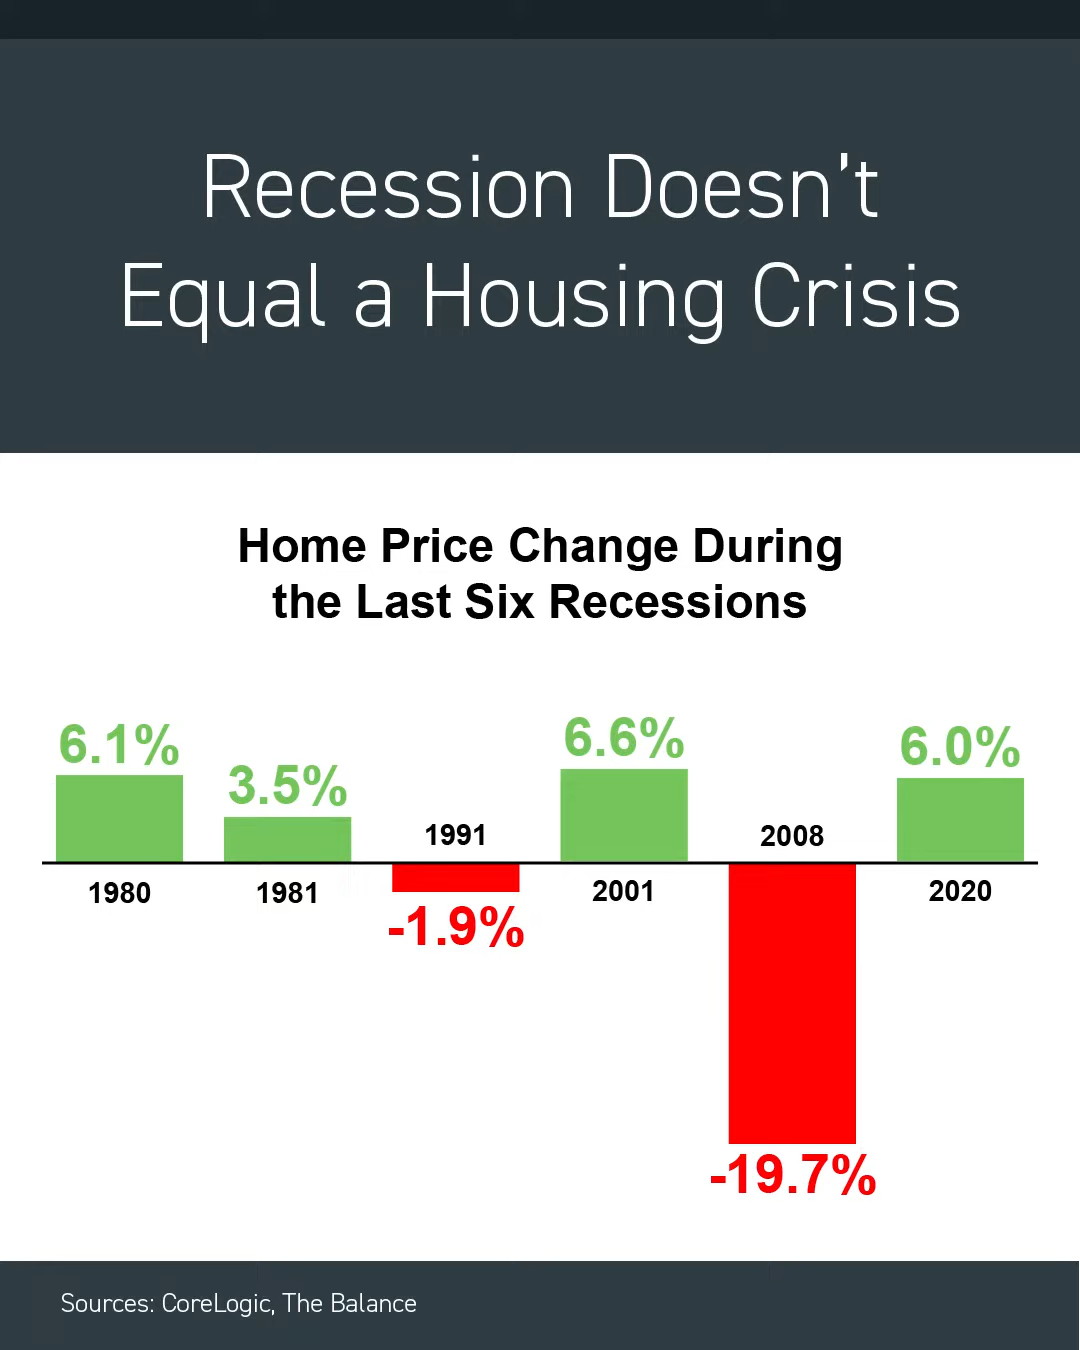 Recession Doesn't
Equal a Housing Crisis
Home Price Change During
the Last Six Recessions
6.1%
1980
3.5%
1981
1991
-1.9%
6.6%
2001
2008
-19.7%
6.0%
2020
Sources: CoreLogic, The Balance